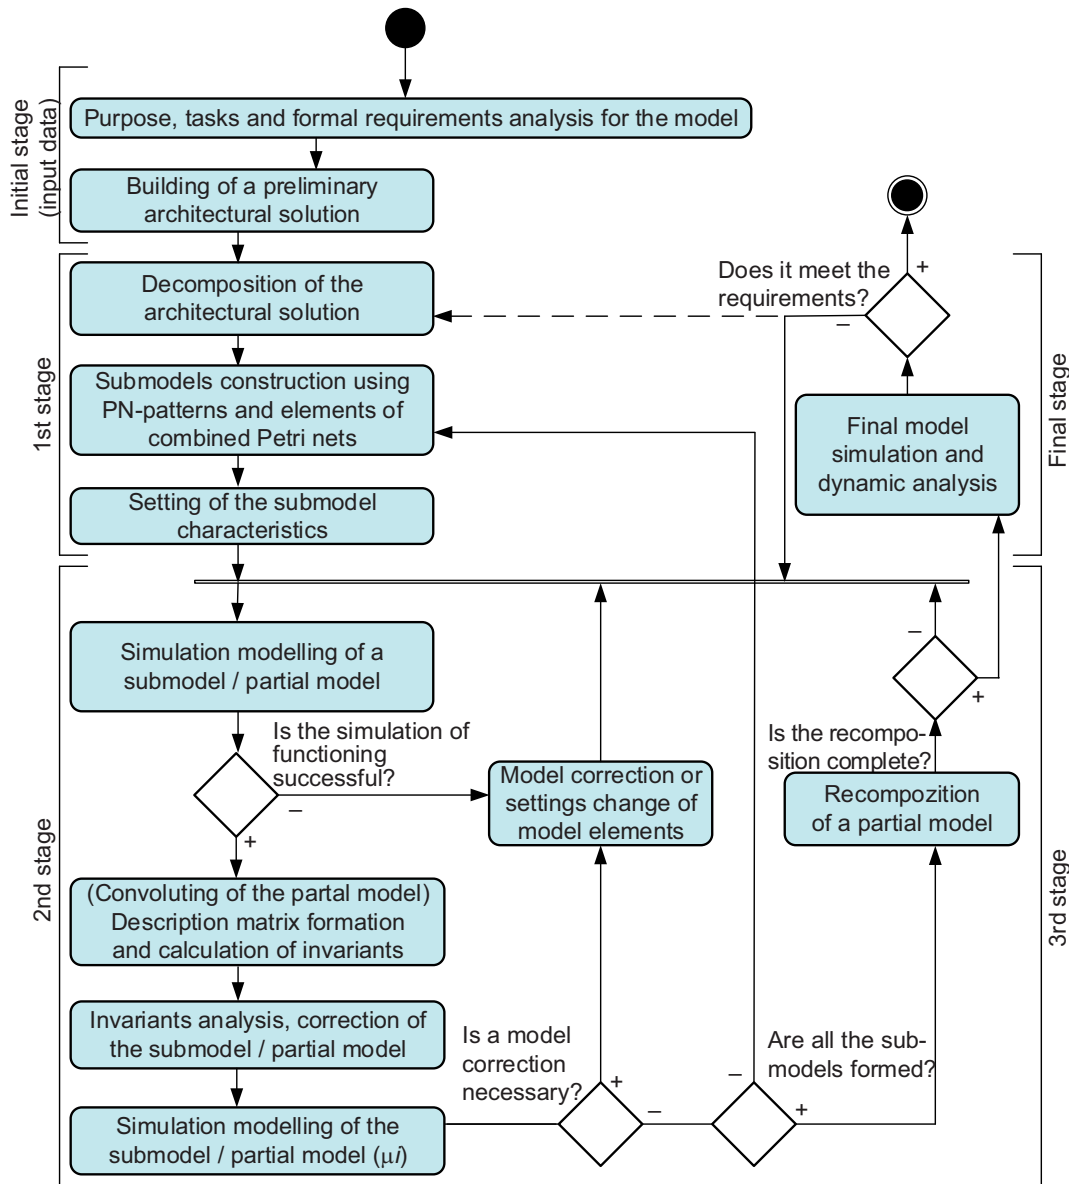 Initial stage
(input data)
Purpose, tasks and formal requirements analysis for the model
Building of a preliminary
architectural solution
1st stage
Decomposition of the
architectural solution
Submodels construction using
PN-patterns and elements of
combined Petri nets
Setting of the submodel
characteristics
Does it meet the
requirements?
+
–
Final model
simulation and
dynamic analysis
Final stage
2nd stage
Simulation modelling of a
submodel / partial model
Is the simulation of
functioning
successful?
–
+
Model correction or
settings change of
model elements
–
+
Is the recompo-
sition complete?
Recompozition
of a partial model
3rd stage
(Convoluting of the partal model)
Description matrix formation
and calculation of invariants
Invariants analysis, correction of
the submodel / partial model
Simulation modelling of the
submodel / partial model (μi)
Is a model
correction
necessary?
+
–
Are all the sub-
models formed?
–
+